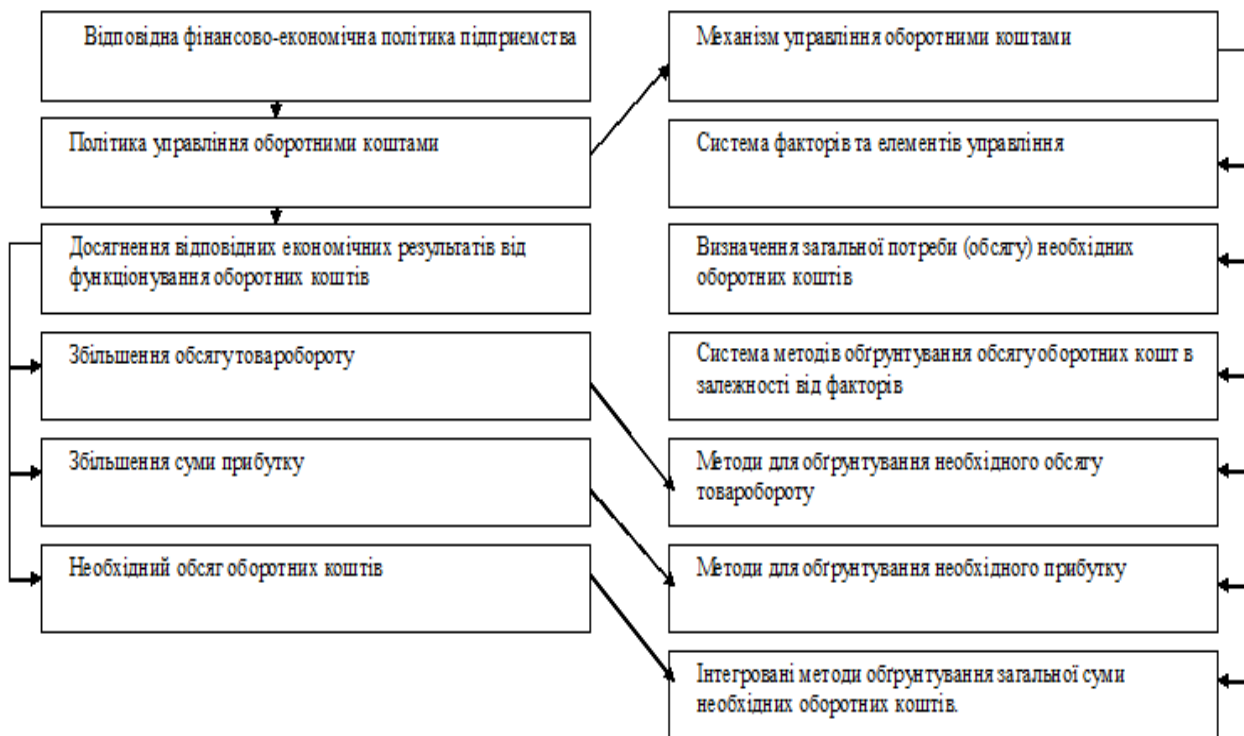 Відповідна фінансово-економічна політика підприємства
Політика управління оборотними коштами
Досягнення відповідних економічних результатів від
функціонування оборотних коштів
Збільшення обсягу товаробороту
Збільшення суми прибутку
Необхідний обсяг оборотних коштів
Механізм управління оборотними коштами
Система факторів та елементів управління
Визначення загальної потреби (обсягу) необхідних
оборотних коштів
Система методів обґрунтування обсягу оборотних кошт в
залежності від факторів
Методи для обґрунтування необхідного обсягу
товаробороту
Методи для обґрунтування необхідного прибутку
Інтегровані методи обґрунтування загальної суми
необхідних оборотних коштів.